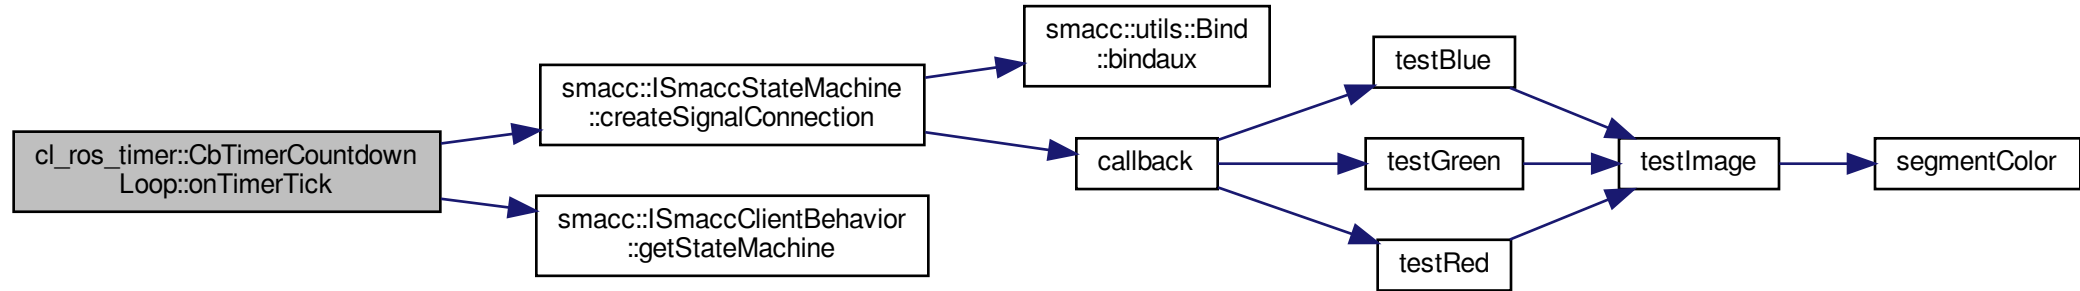 cl_ros_timer::CbTimerCountdown
Loop::onTimerTick
smacc::ISmaccStateMachine
::createSignalConnection
smacc::ISmaccClientBehavior
::getStateMachine
smacc::utils::Bind
::bindaux
callback
testBlue
testGreen
testRed
testImage
segmentColor